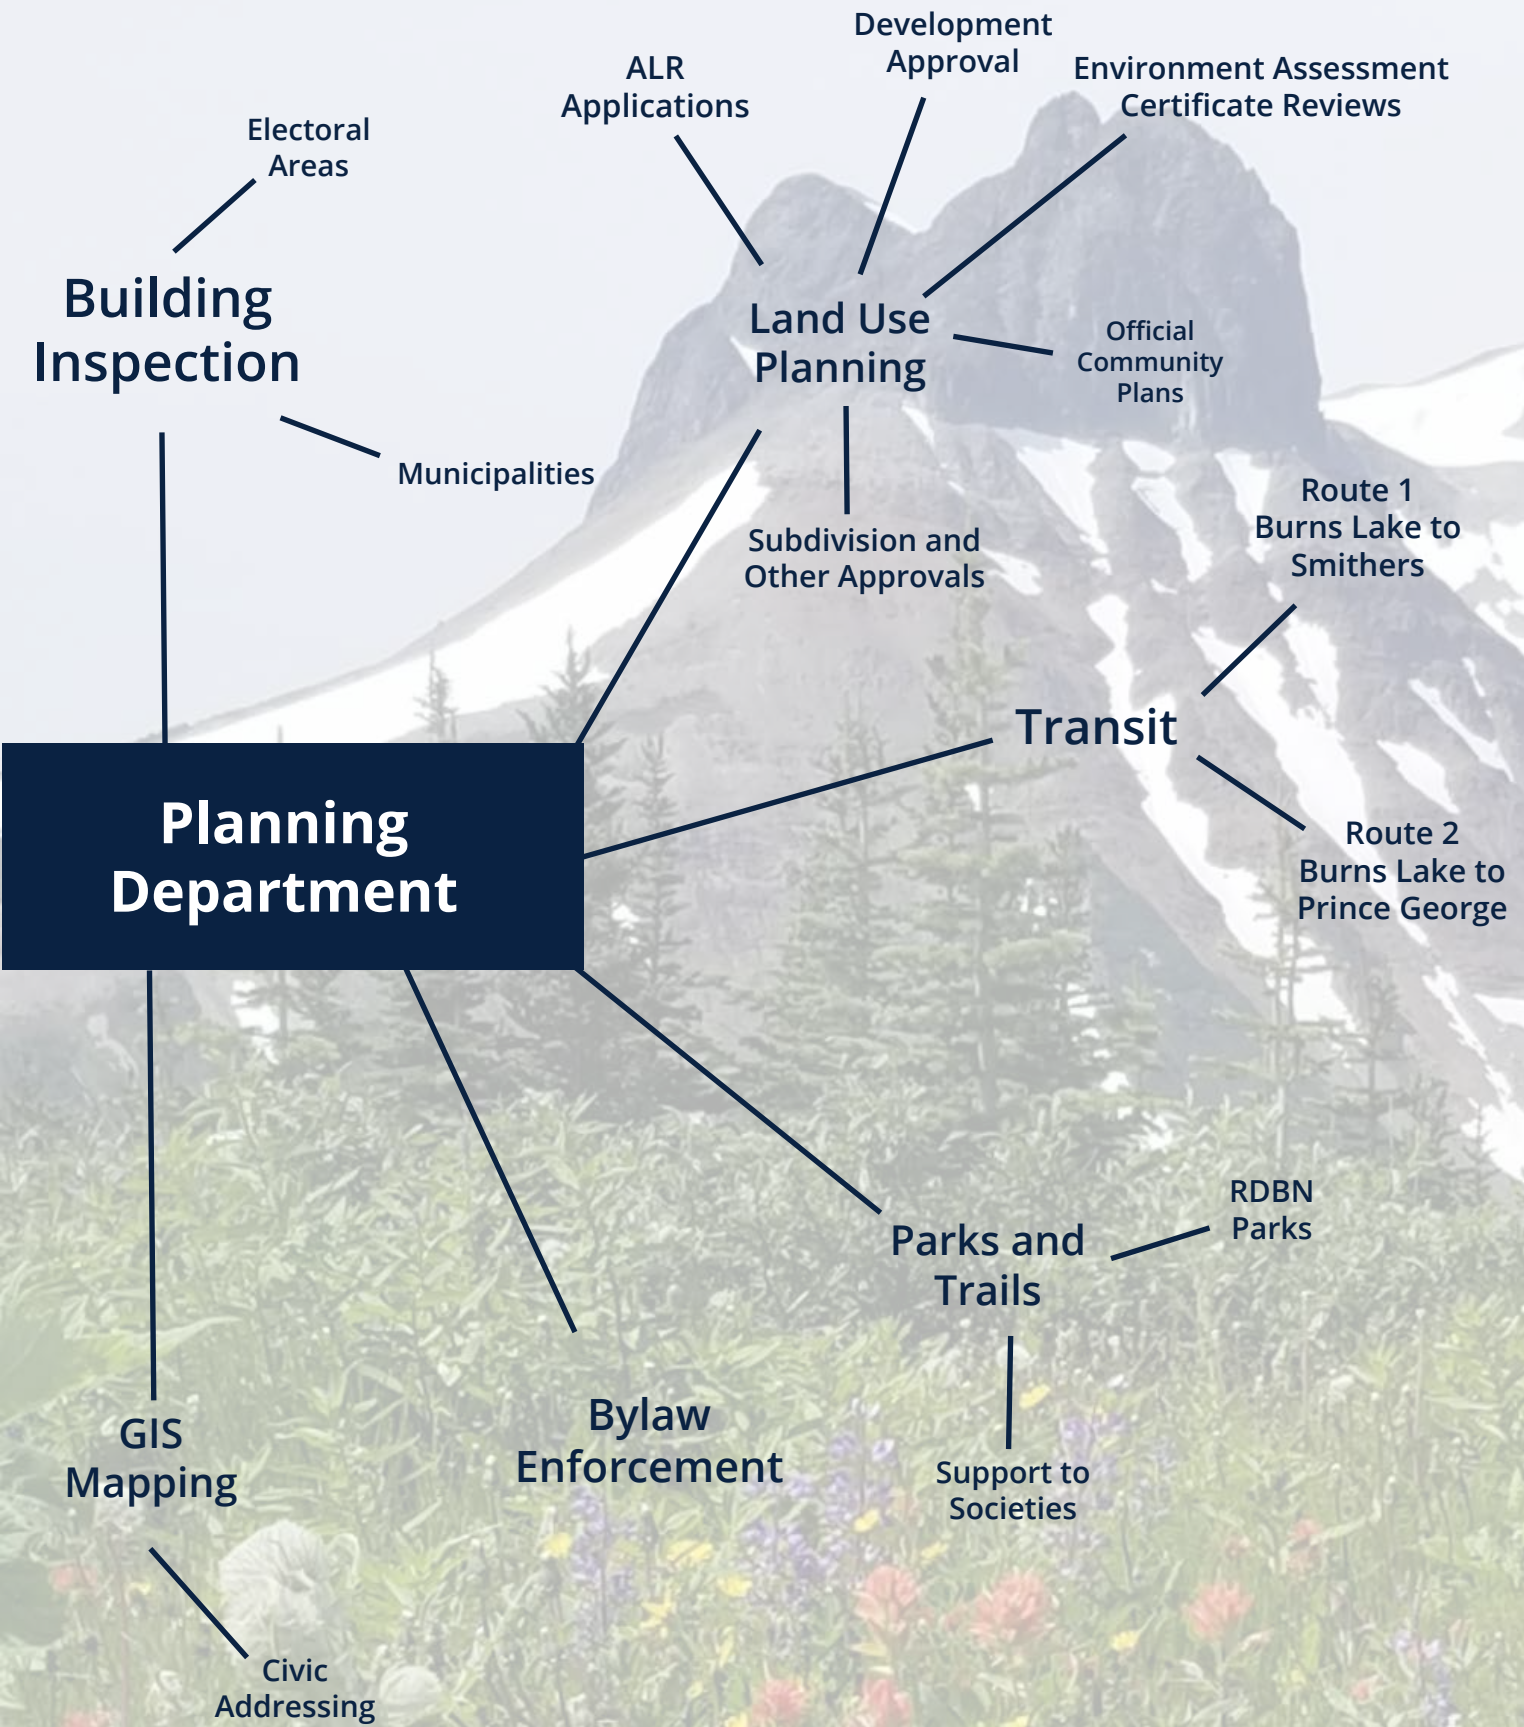 Development
Approval
ALR
Applications
Environment Assessment
Certificate Reviews
Electoral
Areas
Building
Inspection
Land Use
Planning
Official
Community
Plans
Municipalities
Subdivision and
Other Approvals
Route 1
Burns Lake to
Smithers
Transit
Planning
Department
Route 2
Burns Lake to
Prince George
RDBN
Parks
Parks and
Trails
Bylaw
Enforcement
GIS
Mapping
Support to
Societies
Civic
Addressing